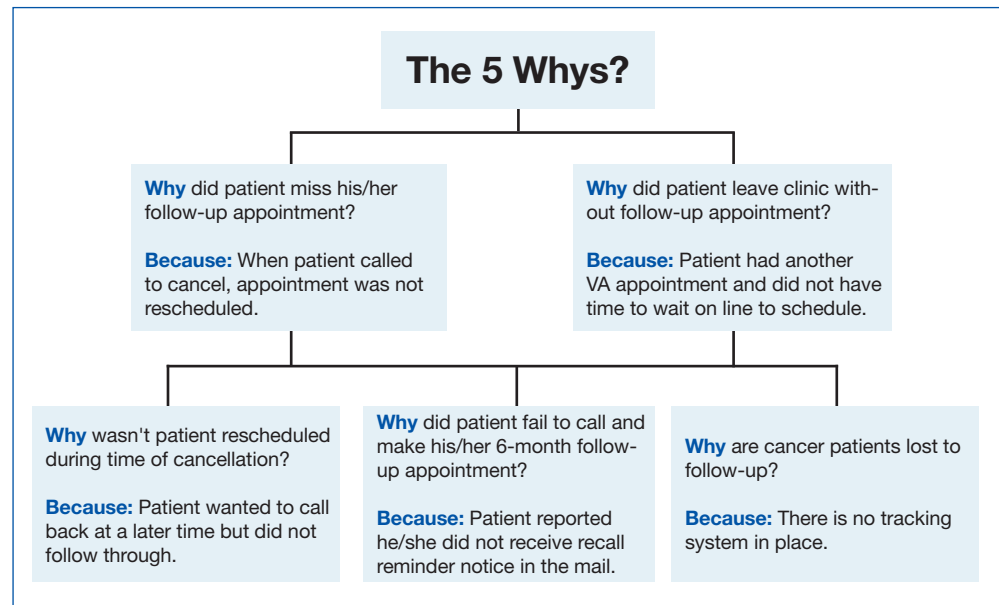 The 5 Whys?
Why did patient miss his/her
follow-up appointment?
Because: When patient called
to cancel, appointment was not
rescheduled.
Why did patient leave clinic with-
out follow-up appointment?
Because: Patient had another
VA appointment and did not have
time to wait on line to schedule.
Why wasn't patient rescheduled
during time of cancellation?
Because: Patient wanted to call
back at a later time but did not
follow through.
Why did patient fail to call and
make his/her 6-month follow-
up appointment?
Because: Patient reported
he/she did not receive recall
reminder notice in the mail.
Why are cancer patients lost to
follow-up?
Because: There is no tracking
system in place.